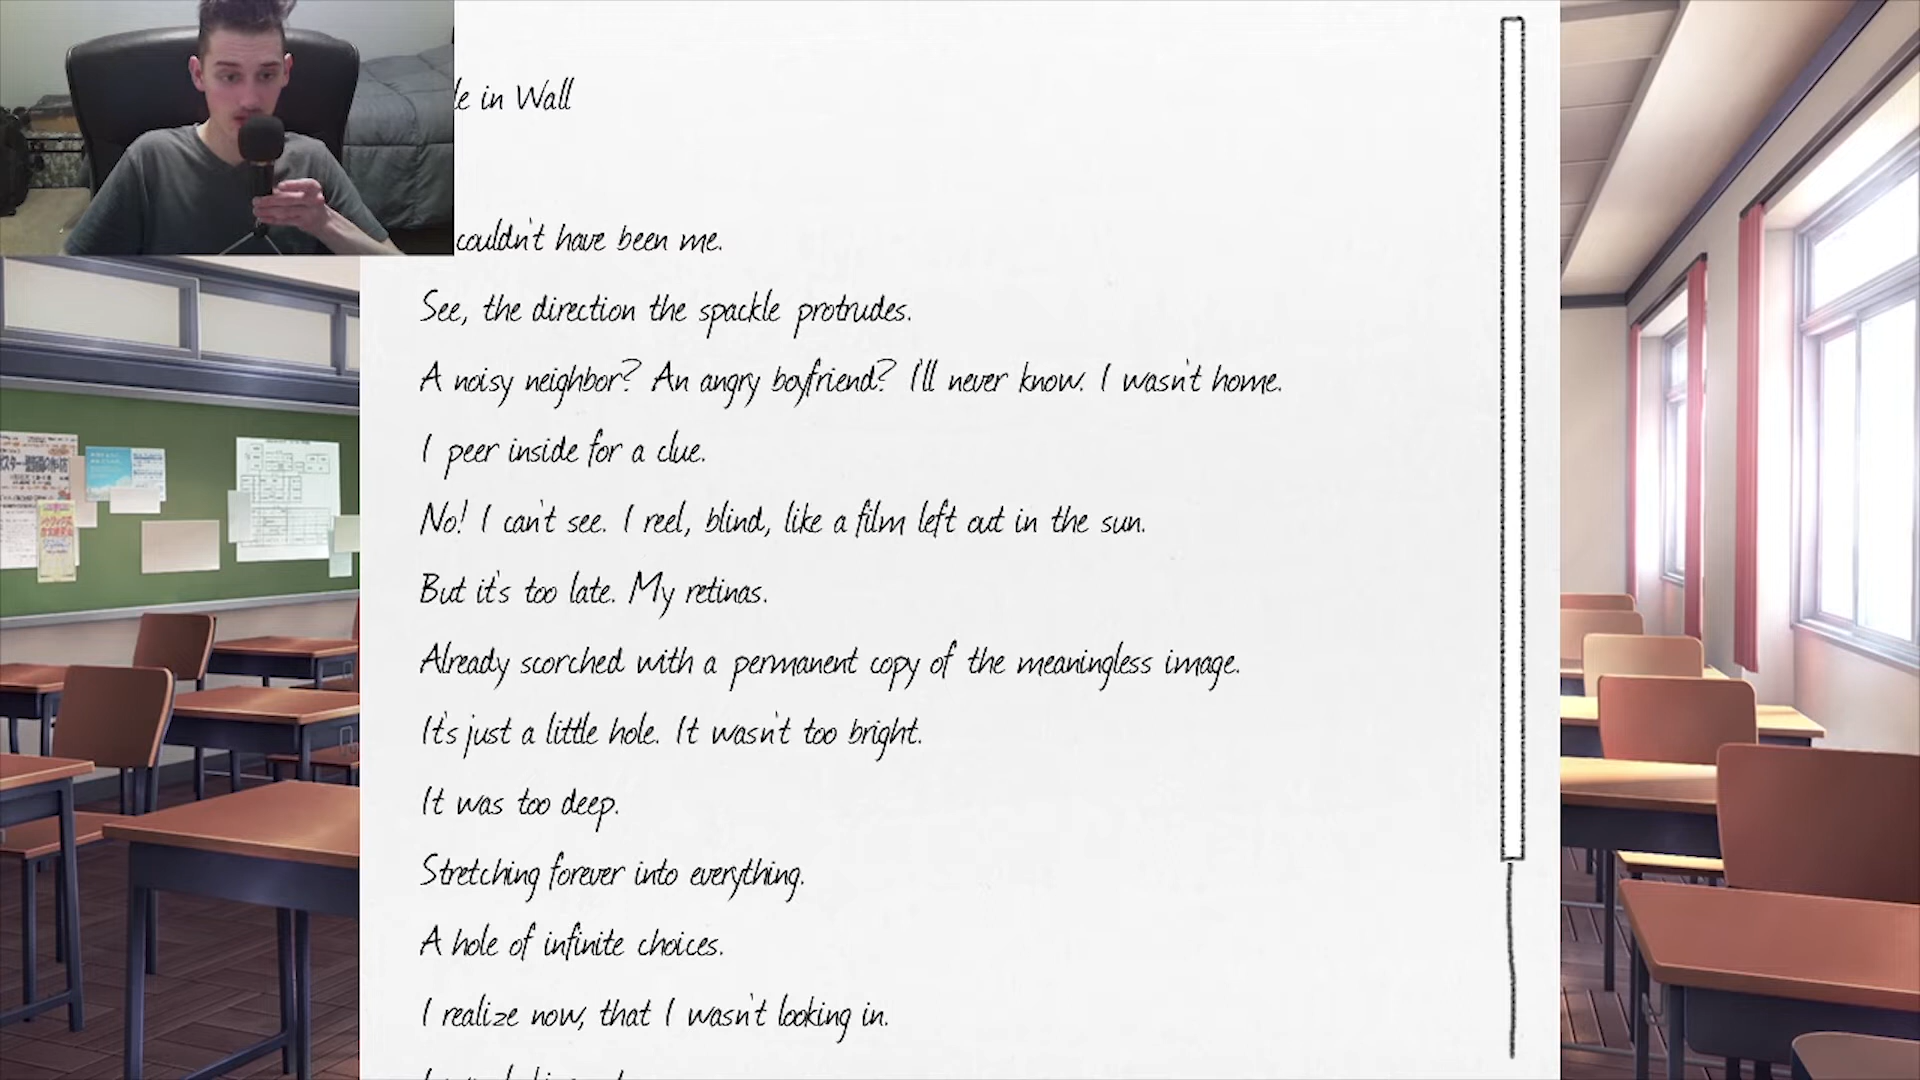 le in Wall
couldn't have been me.
See, the direction the spackle protrudes.
A noisy neighbor? An angry boyfriend? I'll never know. I wasn't home.
I peer inside for a clue.
No! I can't see. I reel, blind, like a film left out in the sun.
But it's too late. My retinas.
Already scorched with a permanent copy of the meaningless image.
It's just a little hole. It wasn't too bright.
It was too deep.
Stretching forever into everything.
A hole of infinite choices.
I realize now, that I wasn't looking in.